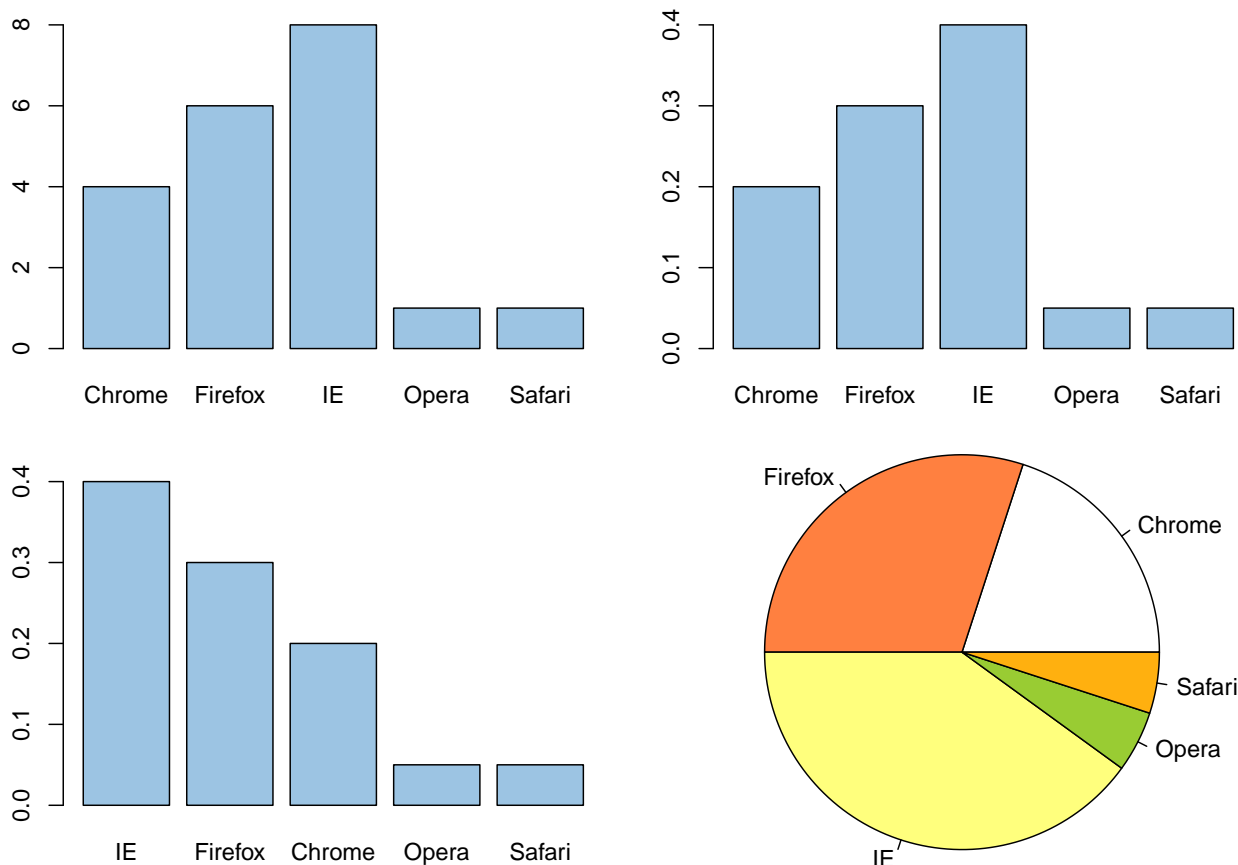 8
6
4
2
0
Chrome Firefox IE Opera Safari
0.4
0.3
0.2
0.1
0.0
Chrome Firefox IE Opera Safari
0.4
0.3
0.2
0.1
0.0
IE Firefox Chrome Opera Safari
Firefox
Chrome
Safari
Opera
IE